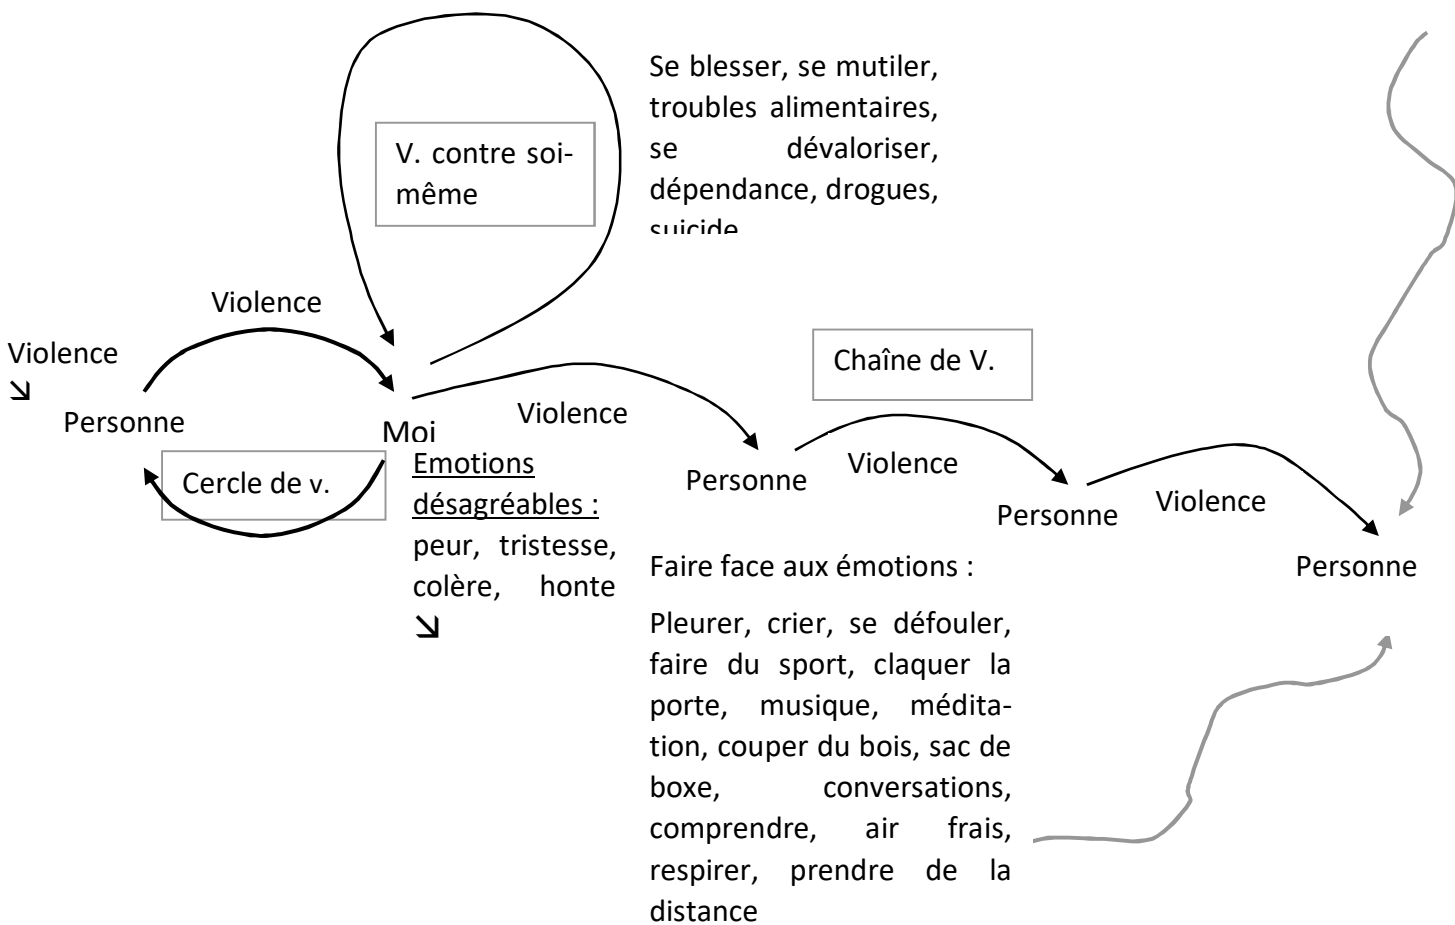 Se blesser, se mutiler,
troubles alimentaires,
se dévaloriser,
dépendance, drogues,
suicide
V. contre soi-
même
Violence
Violence
Personne
Moi
Cercle de v.
Emotions
désagréables :
peur, tristesse,
colère, honte
Violence
Chaîne de V.
Personne
Violence
Personne
Violence
Personne
Faire face aux émotions :
Pleurer, crier, se défouler,
faire du sport, claquer la
porte, musique, médita-
tion, couper du bois, sac de
boxe, conversations,
comprendre, air frais,
respirer, prendre de la
distance